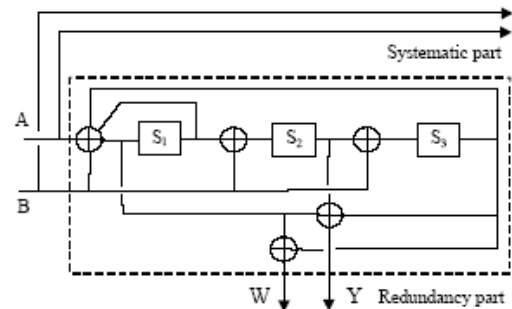 Systematic part
A
S₁
S₂
S₃
B
W
Y
Redundancy part